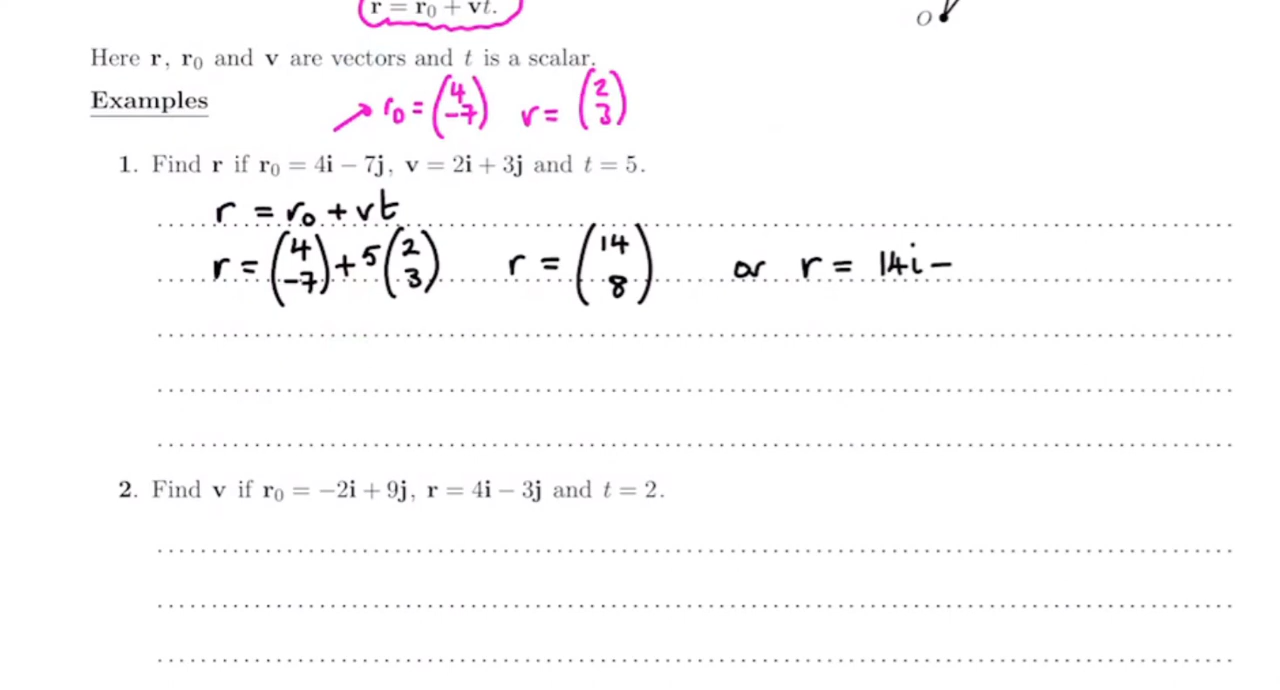 r = r₀ + vt.
O
Here r, r₀ and v are vectors and t is a scalar.
Examples
r₀ = (4 -7) v = (2 3)
1. Find r if r₀ = 4i − 7j, v = 2i + 3j and t = 5.
r = r₀ + vt
r = (4 -7) + 5 (2 3) r = (14 8) or r = 14i −
2. Find v if r₀ = −2i + 9j, r = 4i − 3j and t = 2.